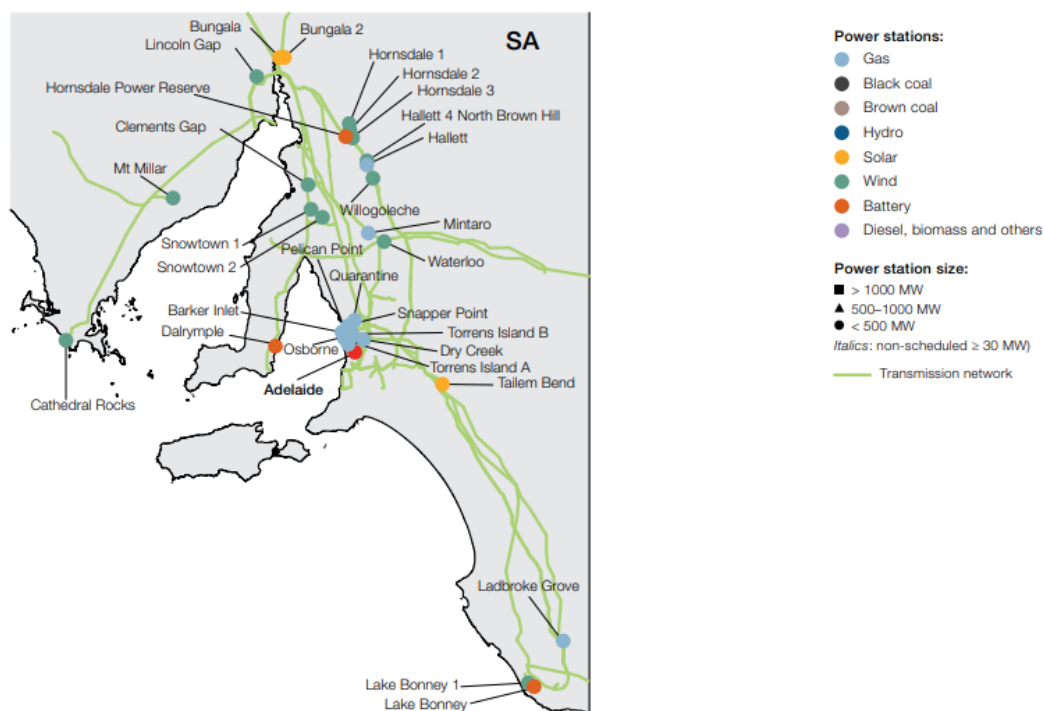 SA
Bungala
Bungala 2
Lincoln Gap
Hornsdale 1
Hornsdale 2
Hornsdale 3
Hornsdale Power Reserve
Hallett 4 North Brown Hill
Clements Gap
Hallett
Mt Millar
Willogoleche
Mintaro
Snowtown 1
Pelican Point
Waterloo
Snowtown 2
Quarantine
Barker Inlet
Snapper Point
Dalrymple
Torrens Island B
Osborne
Dry Creek
Torrens Island A
Adelaide
Tailem Bend
Cathedral Rocks
Ladbroke Grove
Lake Bonney 1
Lake Bonney
Power stations:
Gas
Black coal
Brown coal
Hydro
Solar
Wind
Battery
Diesel, biomass and others
Power station size:
> 1000 MW
500–1000 MW
< 500 MW
Italics: non-scheduled ≥ 30 MW)
Transmission network